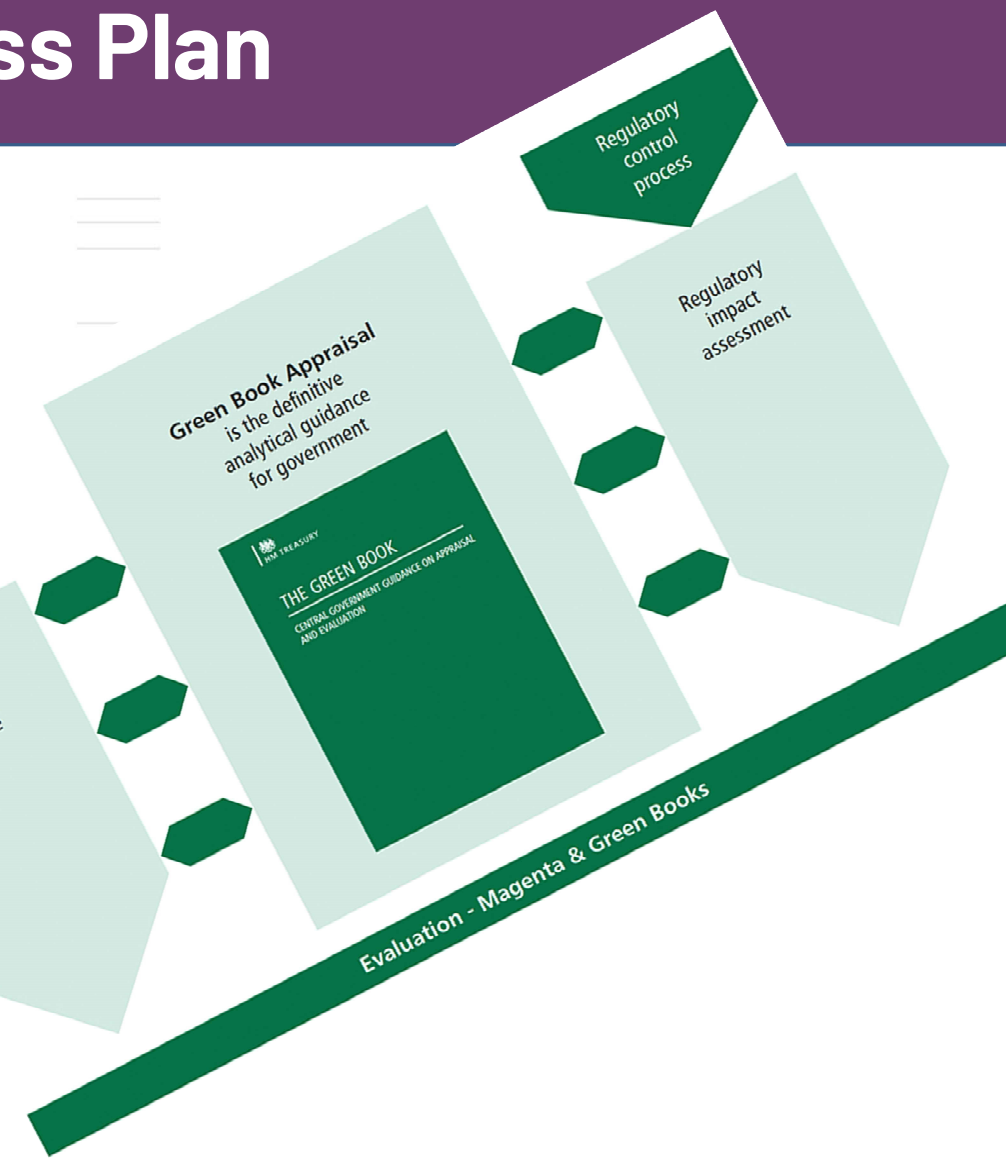 ss Plan
Regulatory
control
process
Regulatory
impact
assessment
Green Book Appraisal
is the definitive
analytical guidance
for government
HM TREASURY
THE GREEN BOOK
CENTRAL GOVERNMENT GUIDANCE ON APPRAISAL
AND EVALUATION
Evaluation - Magenta & Green Books